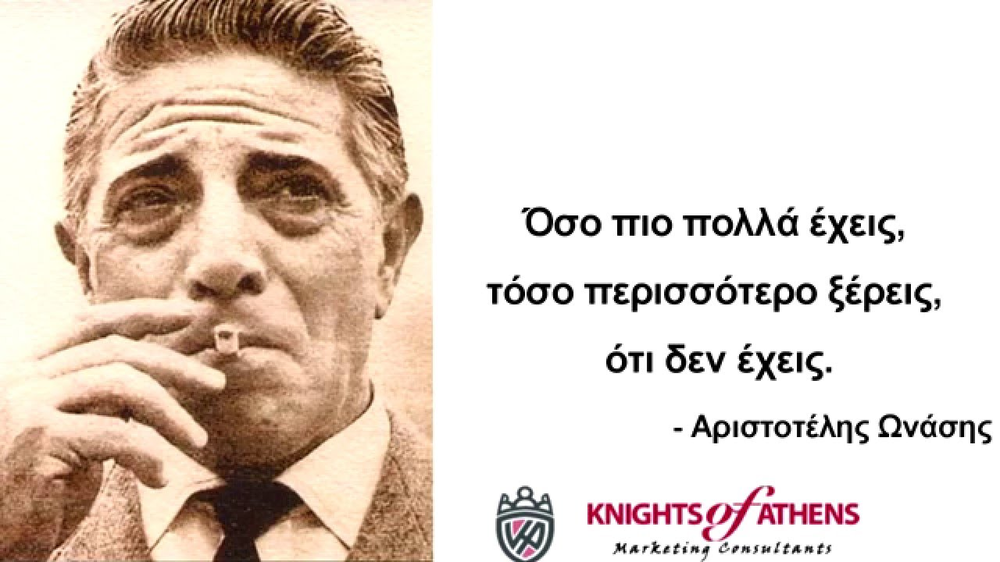 Όσο πιο πολλά έχεις,
τόσο περισσότερο ξέρεις,
ότι δεν έχεις.
- Αριστοτέλης Ωνάσης
KNIGHTS of ATHENS
Marketing Consultants